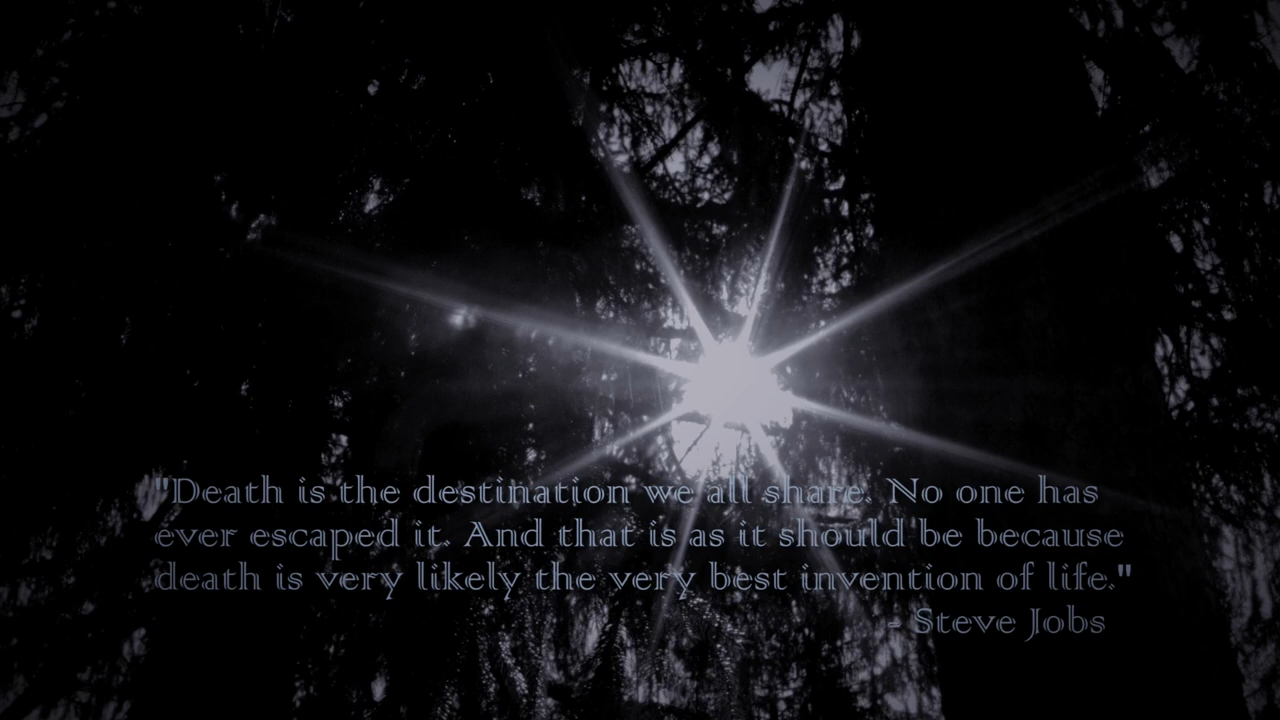 "Death is the destination we all share. No one has
ever escaped it. And that is as it should be because
death is very likely the very best invention of life."
- Steve Jobs